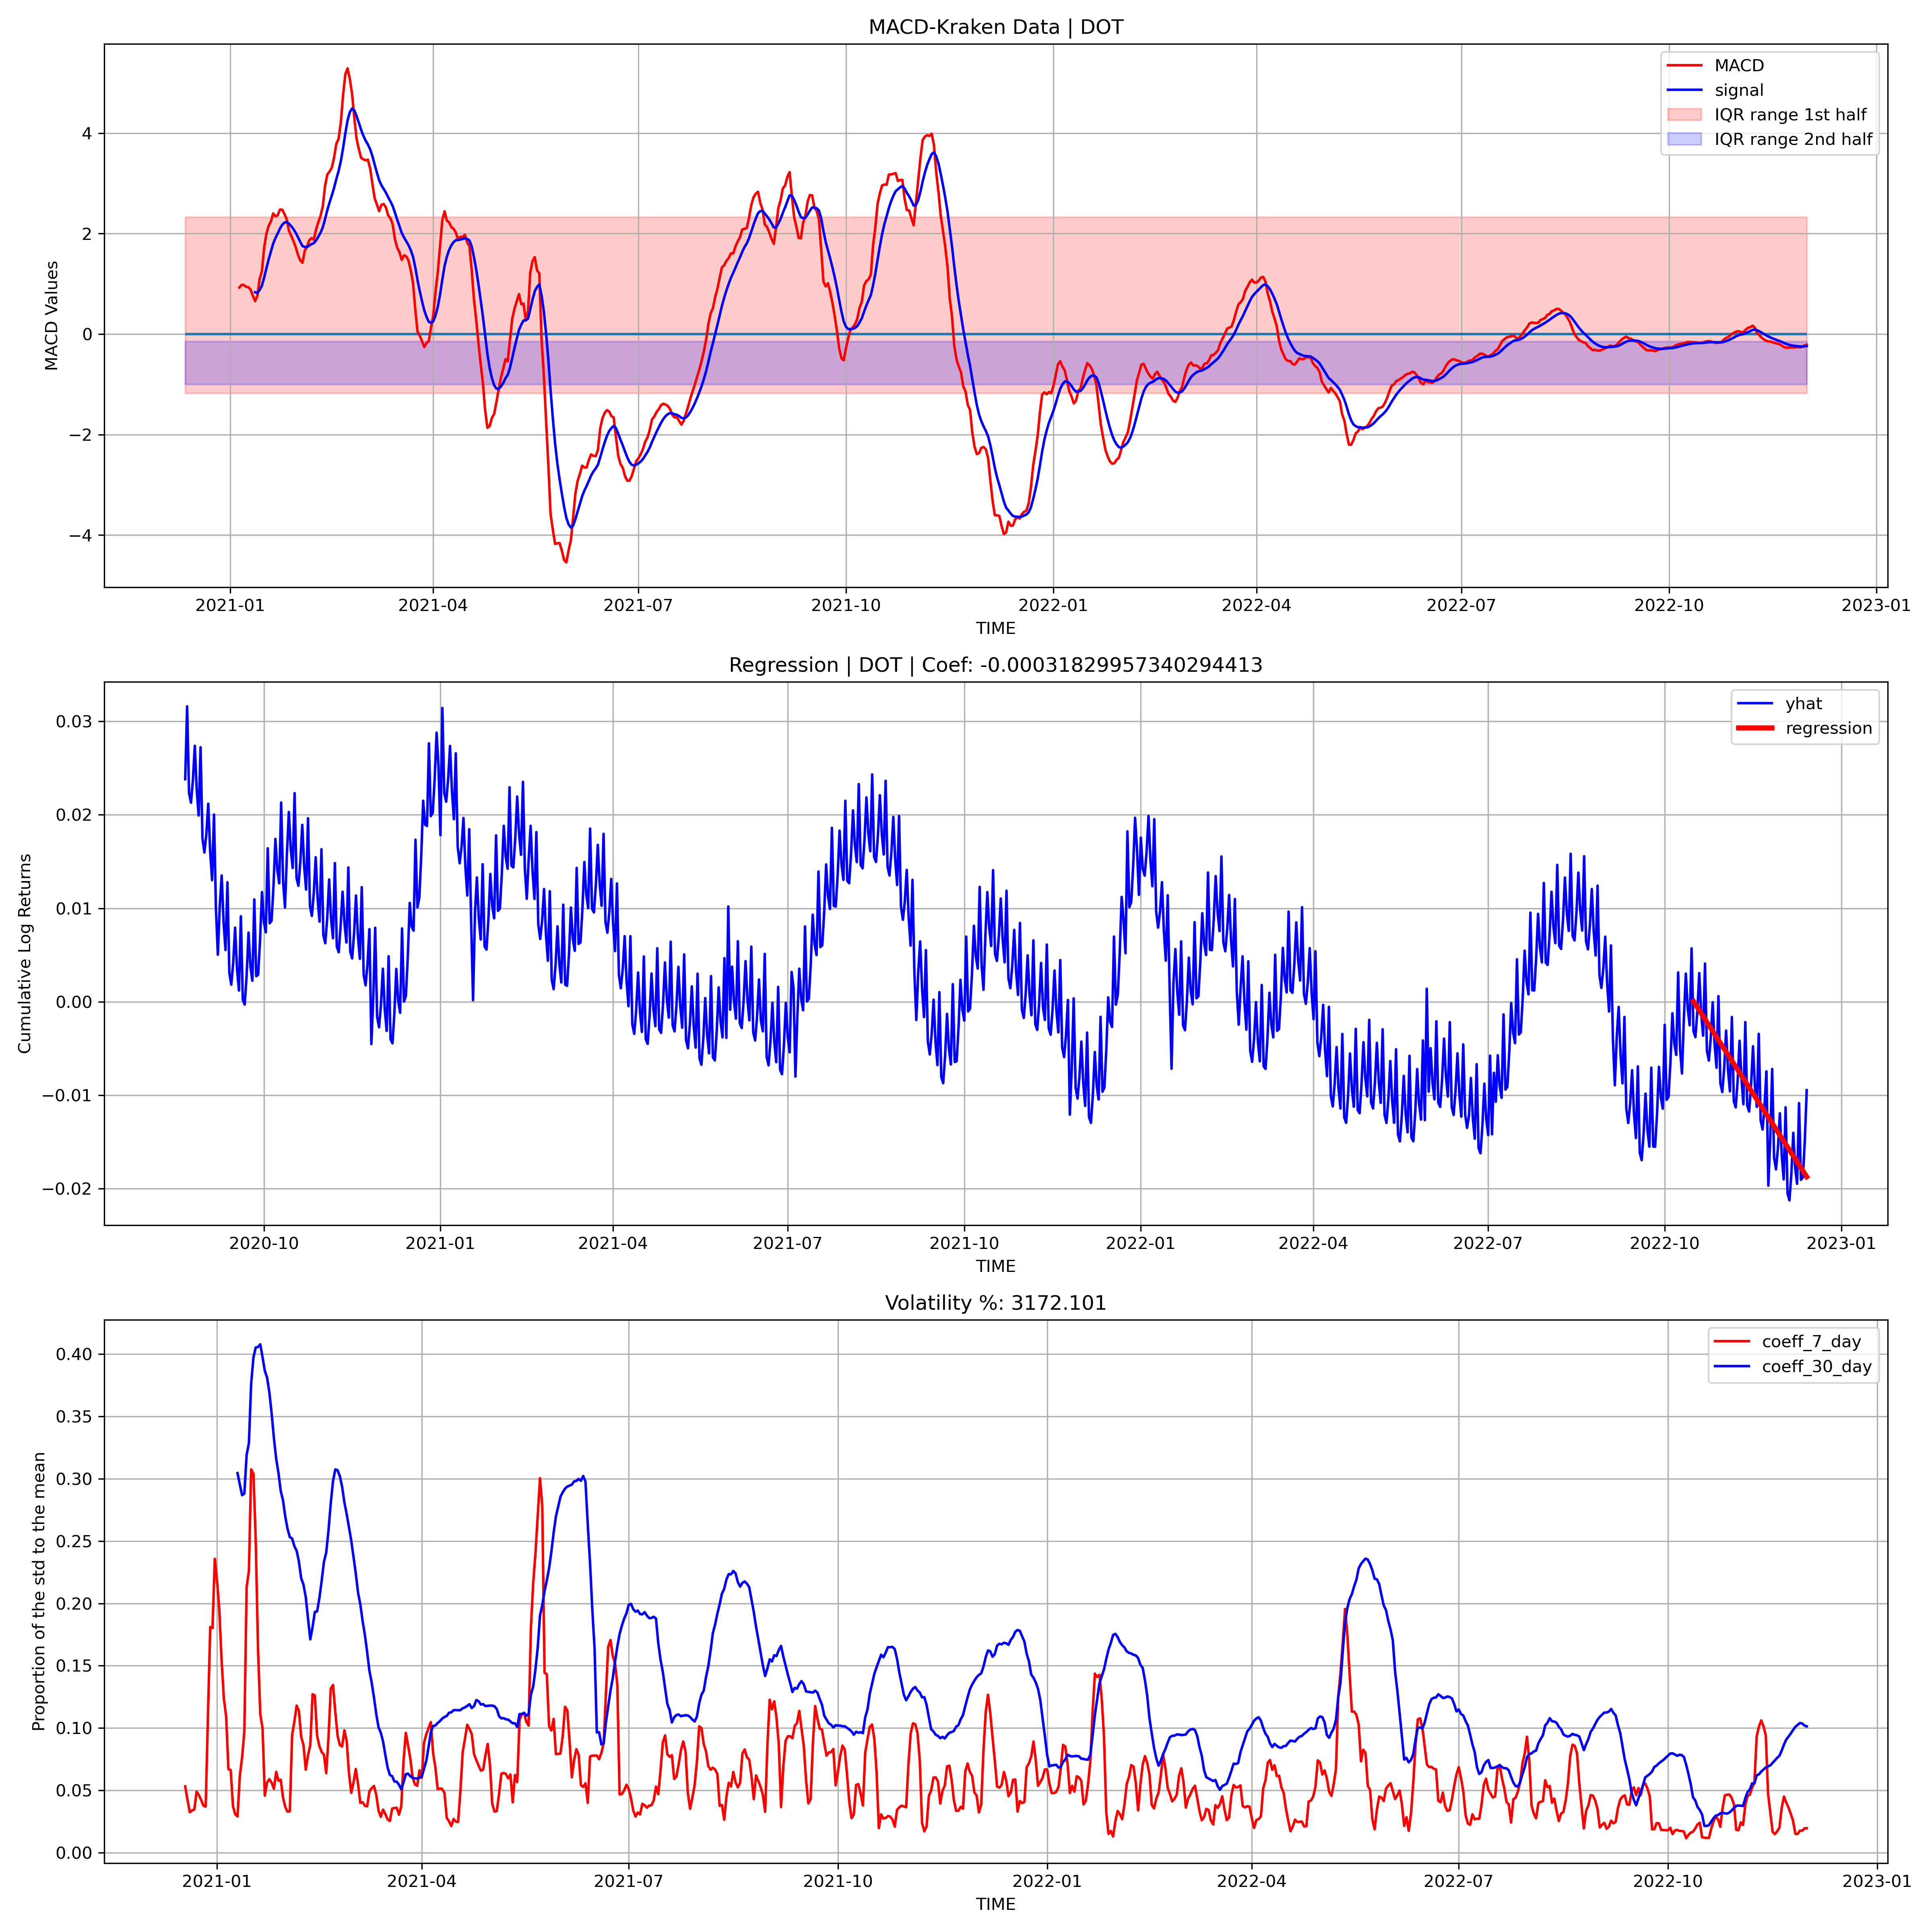 MACD-Kraken Data | DOT
MACD
signal
IQR range 1st half
IQR range 2nd half
MACD Values
4
2
0
−2
−4
2021-01 2021-04 2021-07 2021-10 2022-01 2022-04 2022-07 2022-10 2023-01
TIME
Regression | DOT | Coef: -0.00031829957340294413
yhat
regression
Cumulative Log Returns
0.03
0.02
0.01
0.00
−0.01
−0.02
2020-10 2021-01 2021-04 2021-07 2021-10 2022-01 2022-04 2022-07 2022-10 2023-01
TIME
Volatility %: 3172.101
coeff_7_day
coeff_30_day
Proportion of the std to the mean
0.40
0.35
0.30
0.25
0.20
0.15
0.10
0.05
0.00
2021-01 2021-04 2021-07 2021-10 2022-01 2022-04 2022-07 2022-10 2023-01
TIME